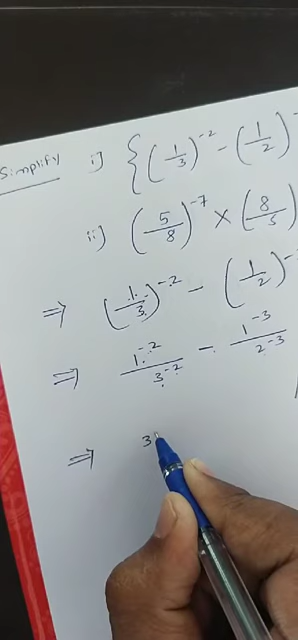 Simplify i) { (1/3)^-2 - (1/2)^-
ii) (5/8)^-7 × (8/5)
⇒ (1/3)^-2 - (1/2)^-
⇒ 1^-2/3^-2 - 1^-3/2^-3
⇒ 3